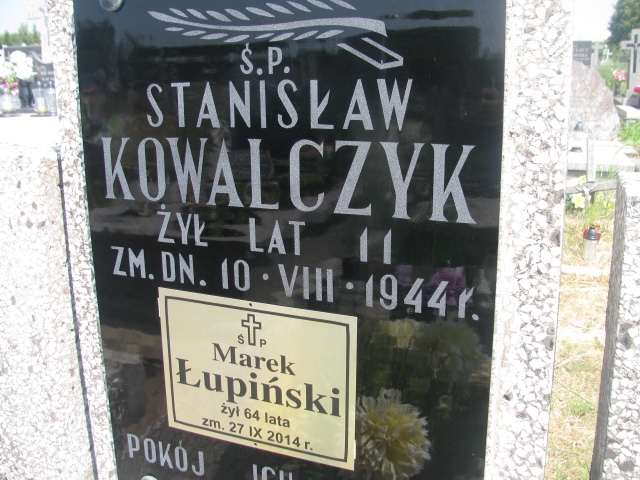 Ś.P.
STANISŁAW
KOWALCZYK
ŻYŁ LAT 11
ZM. DN. 10 · VIII · 1944 r.
Ś P
Marek
Łupiński
żył 64 lata
zm. 27 IX 2014 r.
POKÓJ ICH